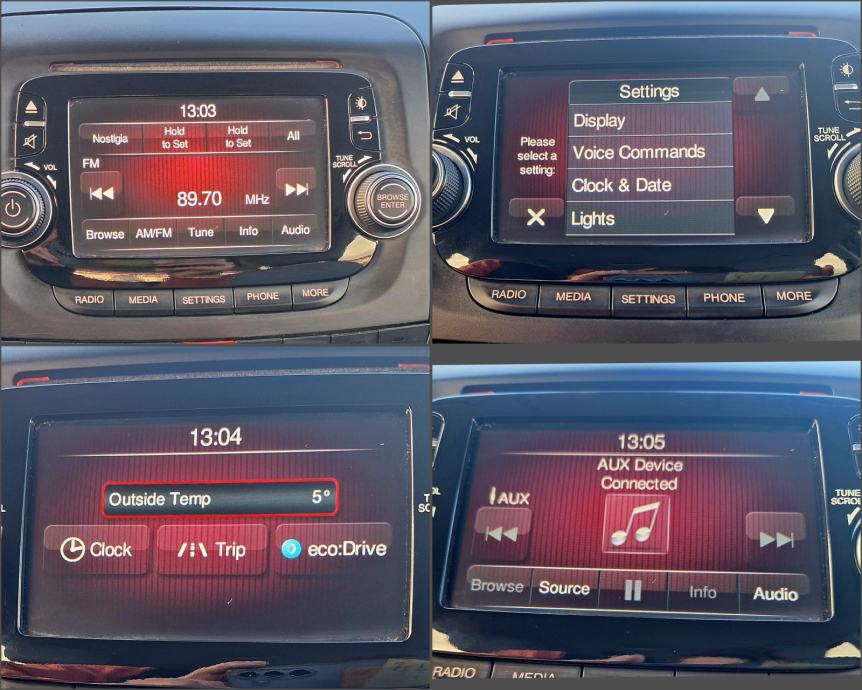 13:03
Nostlgia
Hold
to Set
Hold
to Set
All
FM
89.70 MHz
Browse AM/FM Tune Info Audio
VOL
TUNE
SCROLL
BROWSE
ENTER
RADIO MEDIA SETTINGS PHONE MORE
Settings
Display
Voice Commands
Clock & Date
Lights
Please
select a
setting:
VOL
TUNE
SCROLL
RADIO MEDIA SETTINGS PHONE MORE
13:04
Outside Temp 5°
Clock Trip eco:Drive
13:05
AUX Device
Connected
AUX
Browse Source Info Audio
TUNE
SCROLL
RADIO MEDIA